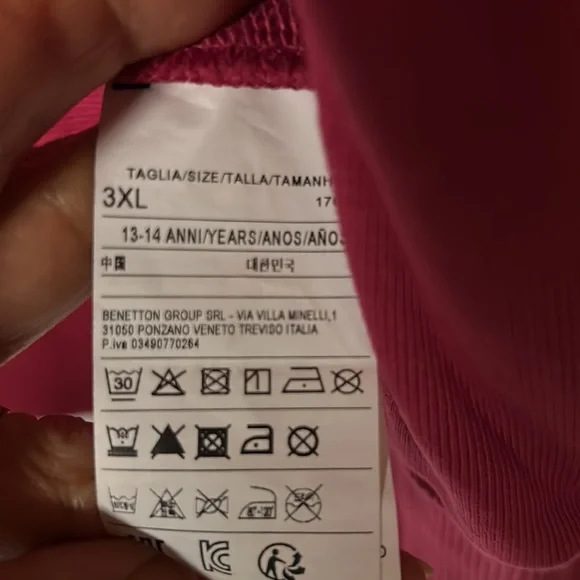 TAGLIA/SIZE/TALLA/TAMANH
3XL 17
13-14 ANNI/YEARS/ANOS/AÑOS
中国 대한민국
BENETTON GROUP SRL - VIA VILLA MINELLI,1
31050 PONZANO VENETO TREVISO ITALIA
P.iva 03490770264
30